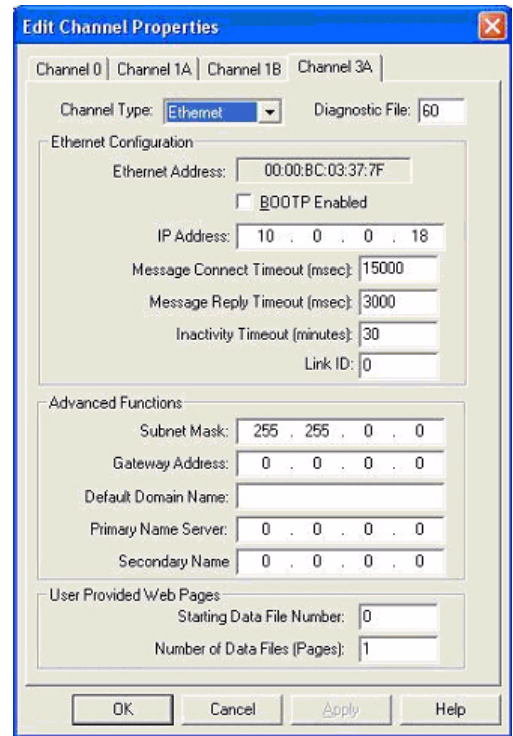 Edit Channel Properties
Channel 0 Channel 1A Channel 1B Channel 3A
Channel Type: Ethernet Diagnostic File: 60
Ethernet Configuration
Ethernet Address: 00:00:BC:03:37:7F
BOOTP Enabled
IP Address: 10 . 0 . 0 . 18
Message Connect Timeout (msec): 15000
Message Reply Timeout (msec): 3000
Inactivity Timeout (minutes): 30
Link ID: 0
Advanced Functions
Subnet Mask: 255 . 255 . 0 . 0
Gateway Address: 0 . 0 . 0 . 0
Default Domain Name:
Primary Name Server: 0 . 0 . 0 . 0
Secondary Name 0 . 0 . 0 . 0
User Provided Web Pages
Starting Data File Number: 0
Number of Data Files (Pages): 1
OK Cancel Apply Help